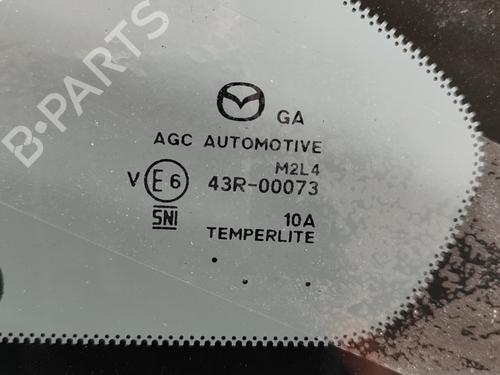 B-PARTS
GA
AGC AUTOMOTIVE
M2L4
V E6 43R-00073
SNI 10A
TEMPERLITE